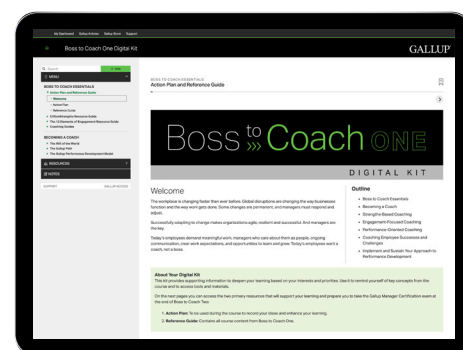 My Dashboard Gallup Articles Gallup Store Support
Boss to Coach One Digital Kit
GALLUP
Search
MENU
BOSS TO COACH ESSENTIALS
Action Plan and Reference Guide
Welcome
Action Plan
Reference Guide
CliftonStrengths Resource Guide
The 12 Elements of Engagement Resource Guide
Coaching Guides
BECOMING A COACH
The Will of the World
The Gallup Path
The Gallup Performance Development Model
RESOURCES
NOTES
SUPPORT
GALLUP ACCESS
BOSS TO COACH ESSENTIALS
Action Plan and Reference Guide
Boss to Coach ONE
DIGITAL KIT
Welcome
The workplace is changing faster than ever before. Global disruptions are changing the way businesses
function and the way work gets done. Some changes are permanent, and managers must respond and
adjust.
Successfully adapting to change makes organizations agile, resilient and successful. And managers are
the key.
Today's employees demand meaningful work, managers who care about them as people, ongoing
communication, clear work expectations, and opportunities to learn and grow. Today's employees want a
coach, not a boss.
Outline
Boss to Coach Essentials
Becoming a Coach
Strengths-Based Coaching
Engagement-Focused Coaching
Performance-Oriented Coaching
Coaching Employee Successes and
Challenges
Implement and Sustain Your Approach to
Performance Development
About Your Digital Kit
This kit provides supporting information to deepen your learning based on your interests and priorities. Use it to remind yourself of key concepts from the
course and to access tools and materials.
On the next pages you can access the two primary resources that will support your learning and prepare you to take the Gallup Manager Certification exam at
the end of Boss to Coach Two:
1. Action Plan: To be used during the course to record your ideas and enhance your learning.
2. Reference Guide: Contains all course content from Boss to Coach One.